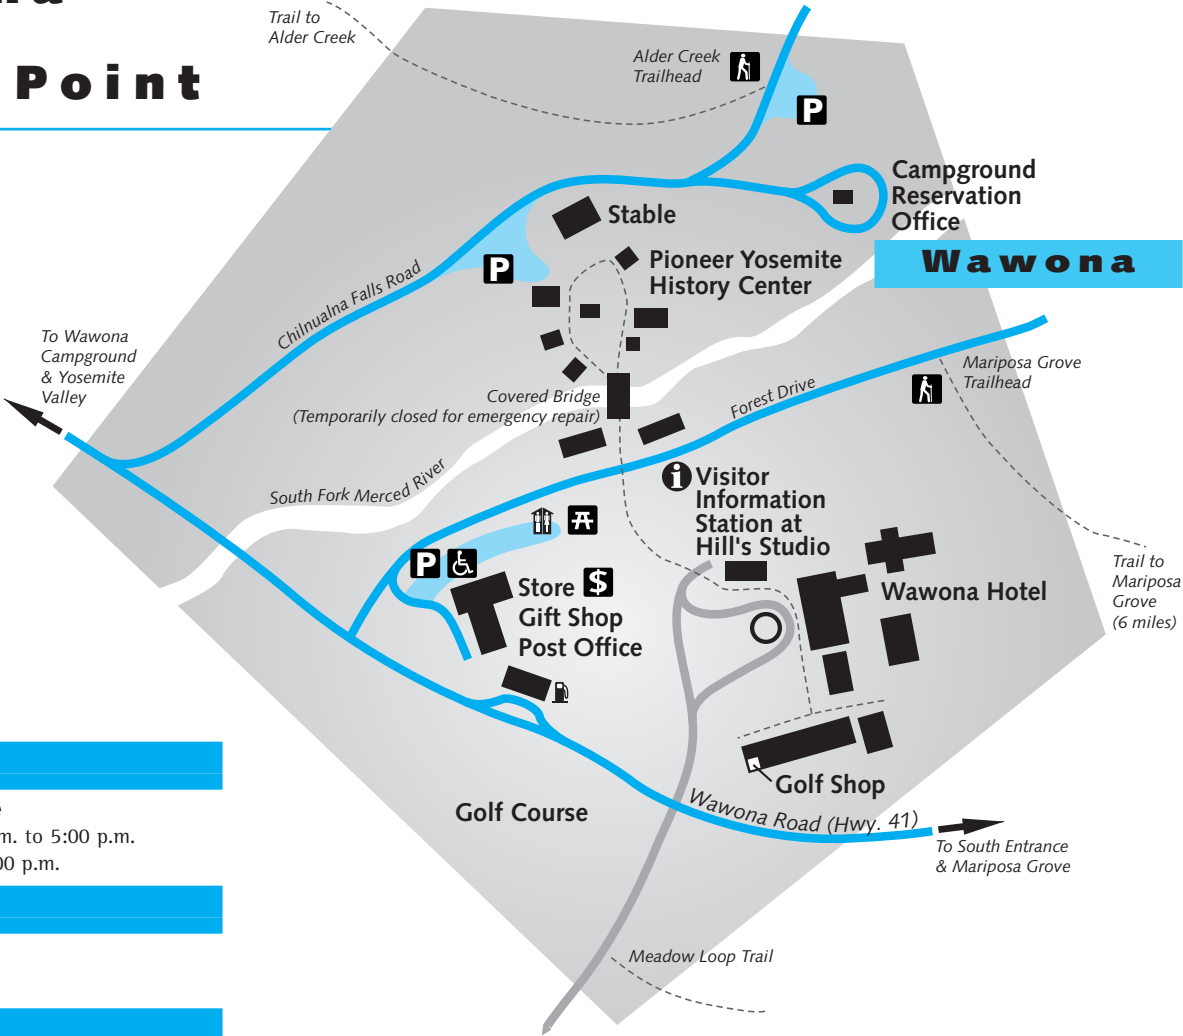 Point
Trail to
Alder Creek
Alder Creek
Trailhead
P
Campground
Reservation
Office
Wawona
Stable
P
Pioneer Yosemite
History Center
Chilnualna Falls Road
To Wawona
Campground
& Yosemite
Valley
Mariposa Grove
Trailhead
Covered Bridge
(Temporarily closed for emergency repair)
Forest Drive
South Fork Merced River
i Visitor
Information
Station at
Hill's Studio
P
Store $
Gift Shop
Post Office
Wawona Hotel
Trail to
Mariposa
Grove
(6 miles)
Golf Shop
Golf Course
Wawona Road (Hwy. 41)
To South Entrance
& Mariposa Grove
m. to 5:00 p.m.
00 p.m.
Meadow Loop Trail